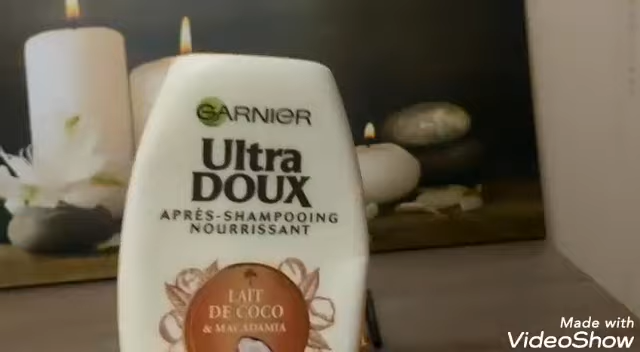 GARNIER
Ultra
DOUX
APRÈS-SHAMPOOING
NOURRISSANT
LAIT
DE COCO
& MACADAMIA
Made with
VideoShow